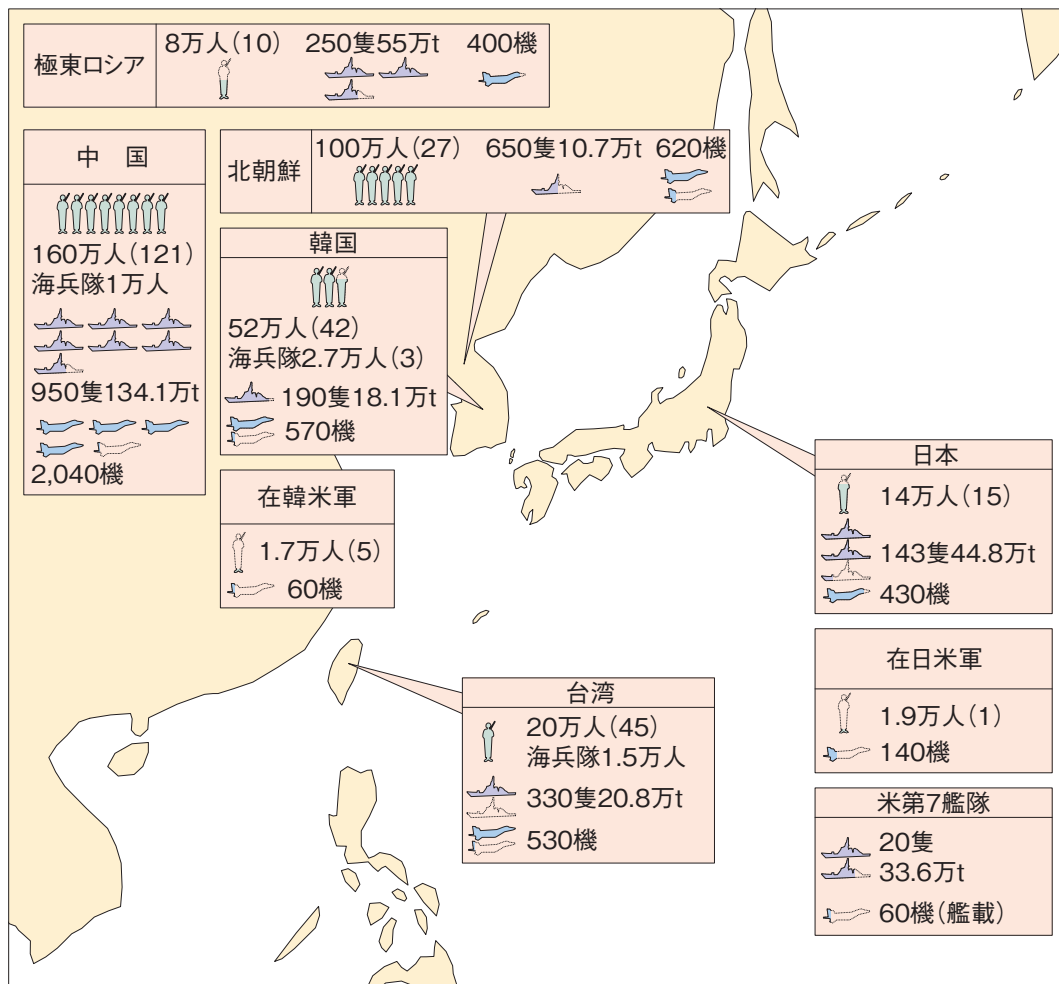 極東ロシア
8万人(10) 250隻55万t 400機
中 国
160万人(121)
海兵隊1万人
950隻134.1万t
2,040機
北朝鮮
100万人(27) 650隻10.7万t 620機
韓国
52万人(42)
海兵隊2.7万人(3)
190隻18.1万t
570機
在韓米軍
1.7万人(5)
60機
日本
14万人(15)
143隻44.8万t
430機
在日米軍
1.9万人(1)
140機
台湾
20万人(45)
海兵隊1.5万人
330隻20.8万t
530機
米第7艦隊
20隻
33.6万t
60機(艦載)